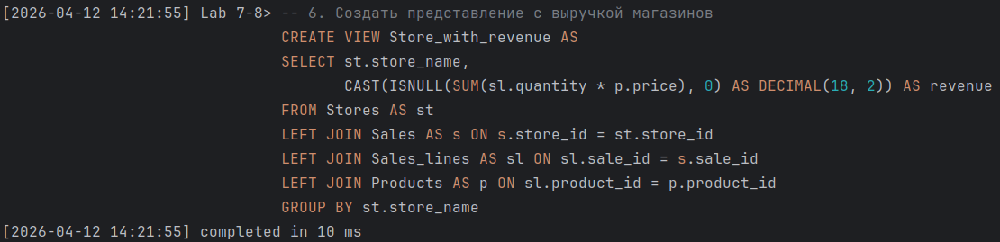 [2026-04-12 14:21:55] Lab 7-8> -- 6. Создать представление с выручкой магазинов
CREATE VIEW Store_with_revenue AS
SELECT st.store_name,
CAST(ISNULL(SUM(sl.quantity * p.price), 0) AS DECIMAL(18, 2)) AS revenue
FROM Stores AS st
LEFT JOIN Sales AS s ON s.store_id = st.store_id
LEFT JOIN Sales_lines AS sl ON sl.sale_id = s.sale_id
LEFT JOIN Products AS p ON sl.product_id = p.product_id
GROUP BY st.store_name
[2026-04-12 14:21:55] completed in 10 ms